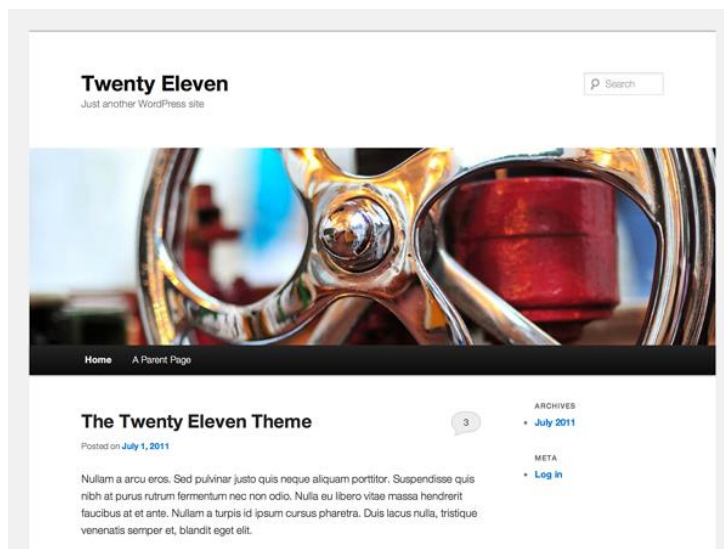 Twenty Eleven
Just another WordPress site
Search
Home
A Parent Page
The Twenty Eleven Theme
3
Posted on July 1, 2011
Nullam a arcu eros. Sed pulvinar justo quis neque aliquam porttitor. Suspendisse quis
nibh at purus rutrum fermentum nec non odio. Nulla eu libero vitae massa hendrerit
faucibus at et ante. Nullam a turpis id ipsum cursus pharetra. Duis lacus nulla, tristique
venenatis semper et, blandit eget elit.
ARCHIVES
July 2011
META
Log in